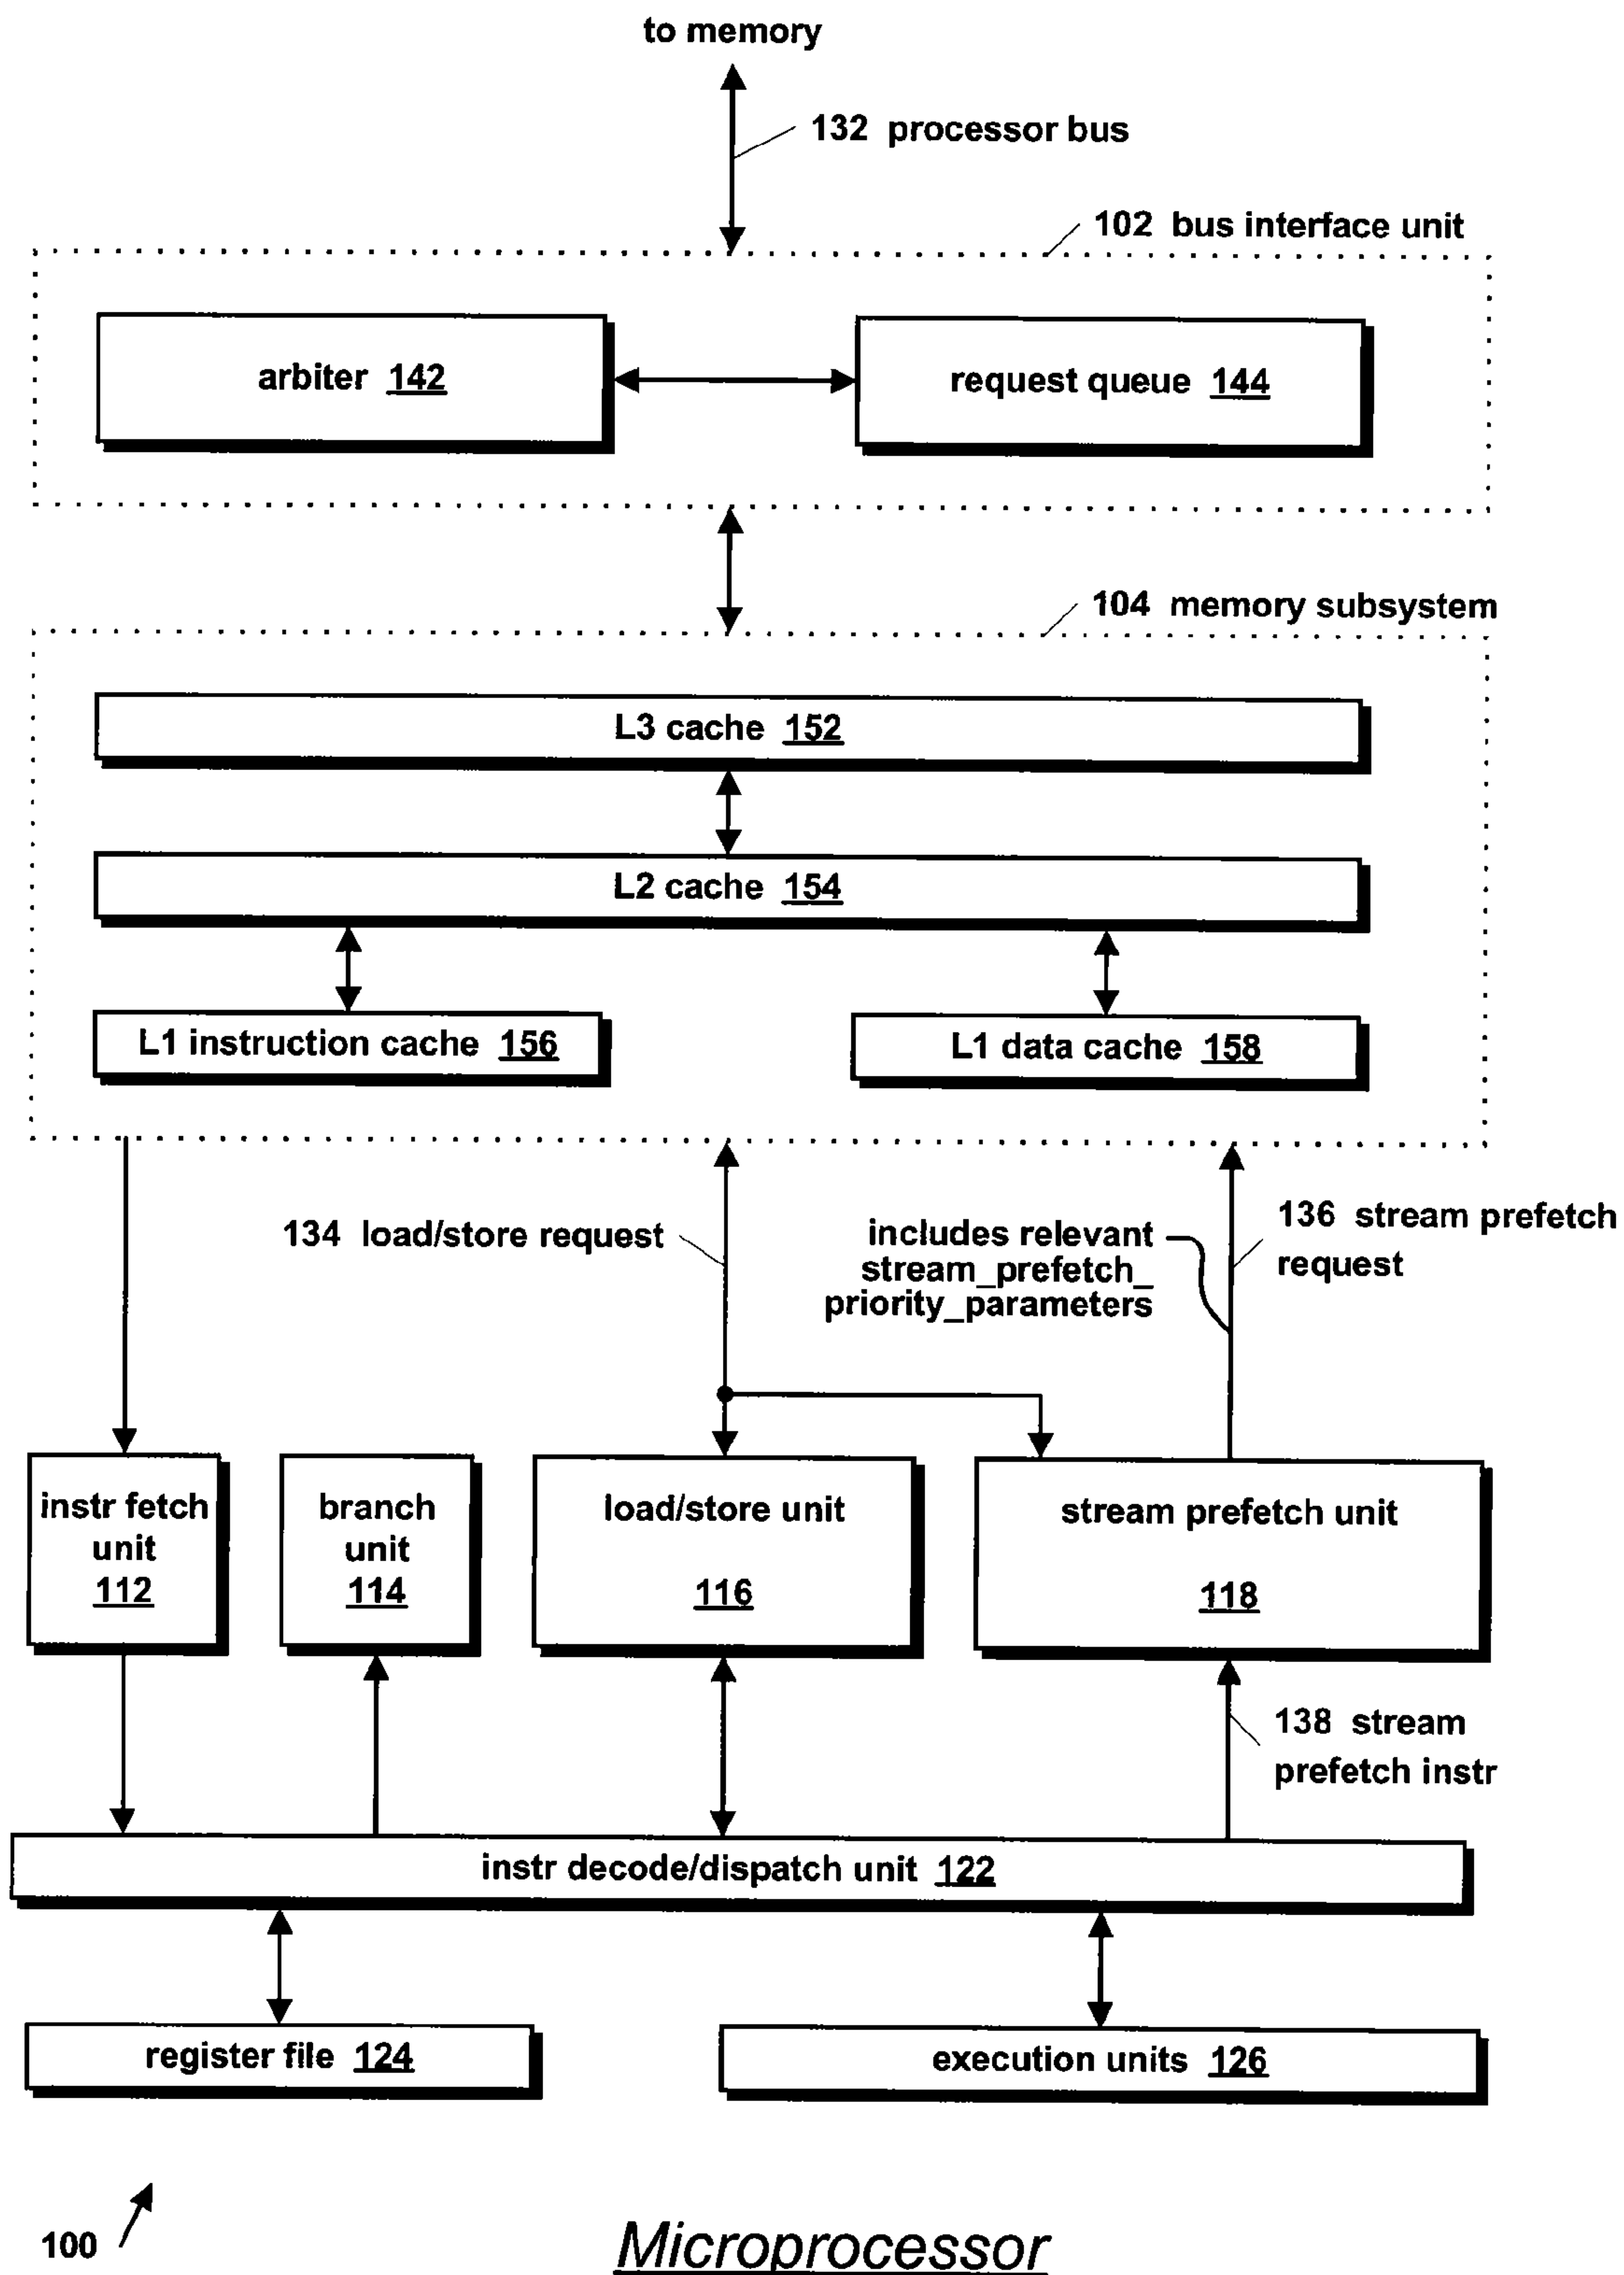 to memory
132 processor bus
102 bus interface unit
arbiter 142
request queue 144
104 memory subsystem
L3 cache 152
L2 cache 154
L1 instruction cache 156
L1 data cache 158
134 load/store request
includes relevant
stream_prefetch_
priority_parameters
136 stream prefetch
request
instr fetch
unit
112
branch
unit
114
load/store unit
116
stream prefetch unit
118
138 stream
prefetch instr
instr decode/dispatch unit 122
register file 124
execution units 126
100
Microprocessor